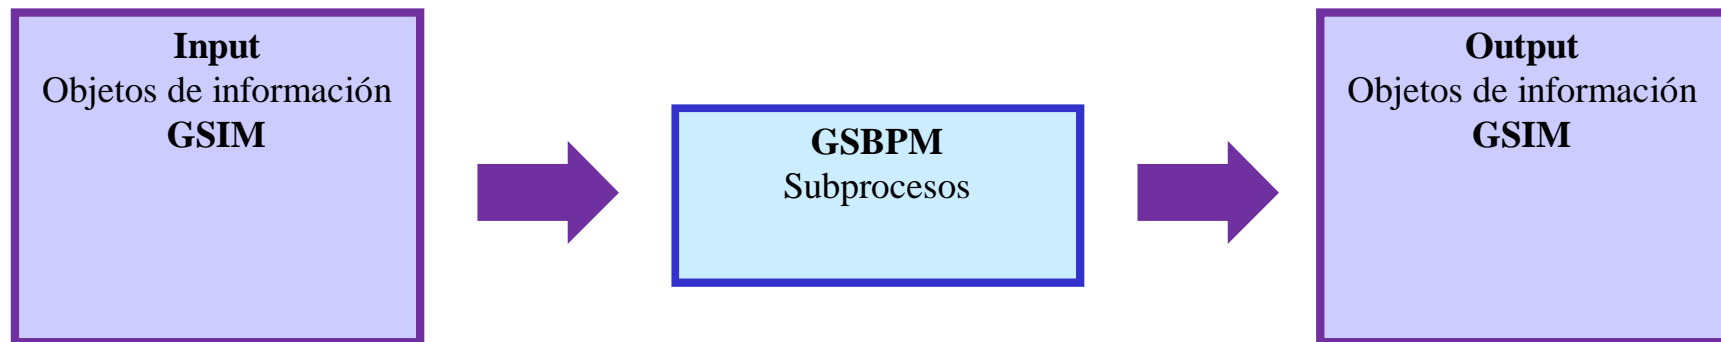 Input
Objetos de información
GSIM
GSBPM
Subprocesos
Output
Objetos de información
GSIM